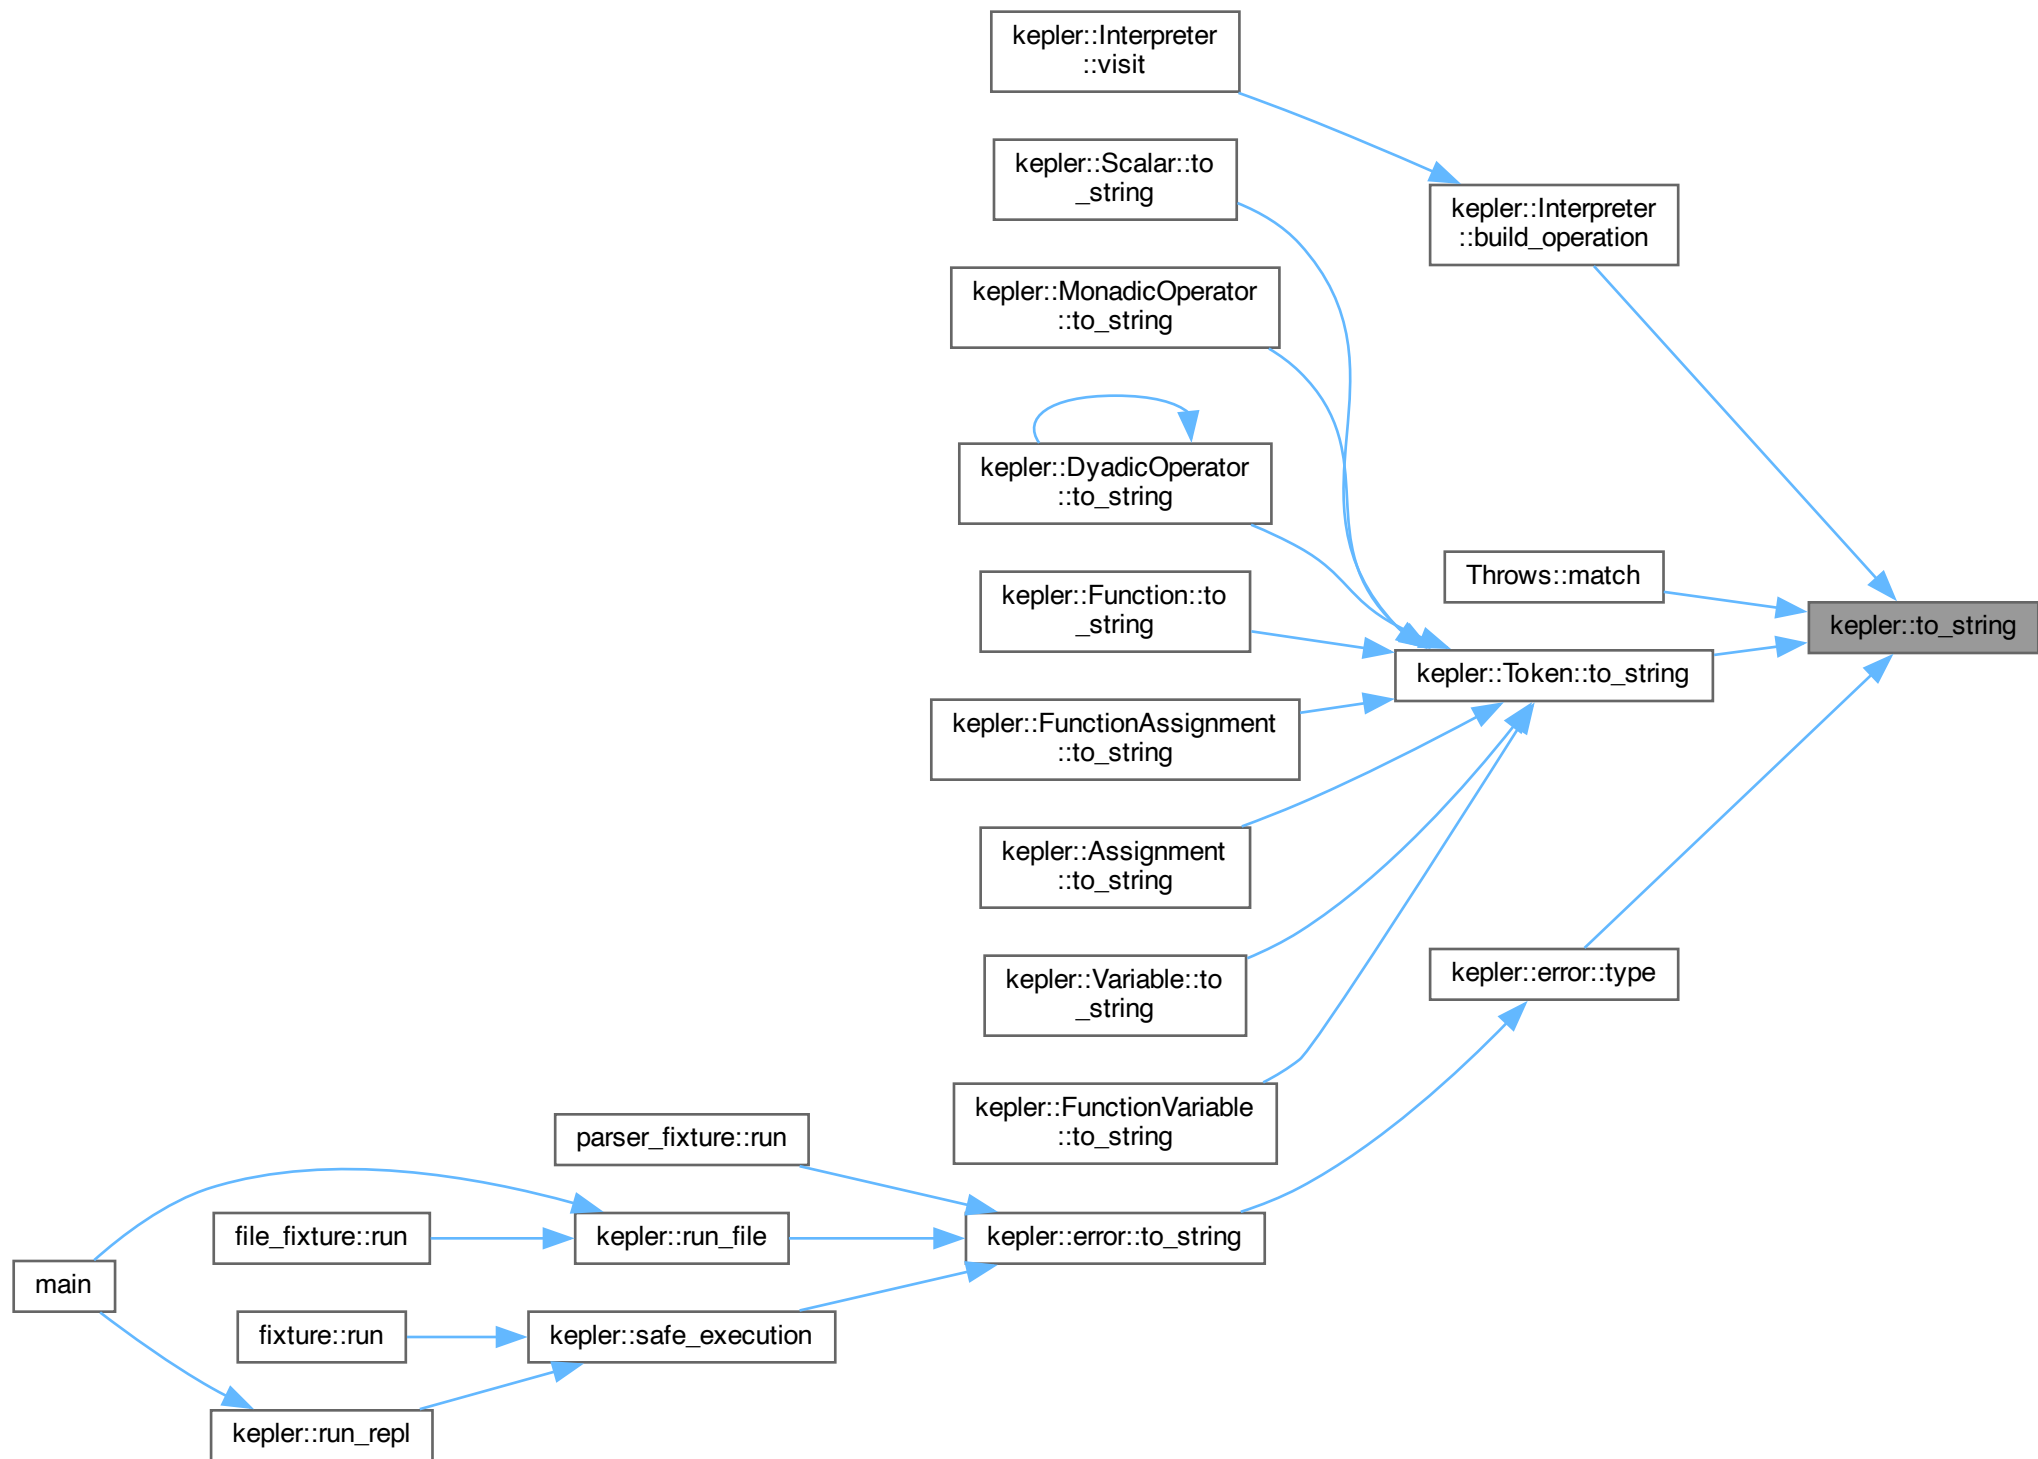 kepler::Interpreter
::visit
kepler::Scalar::to
_string
kepler::Interpreter
::build_operation
kepler::MonadicOperator
::to_string
kepler::DyadicOperator
::to_string
Throws::match
kepler::Function::to
_string
kepler::to_string
kepler::Token::to_string
kepler::FunctionAssignment
::to_string
kepler::Assignment
::to_string
kepler::Variable::to
_string
kepler::error::type
kepler::FunctionVariable
::to_string
parser_fixture::run
file_fixture::run
kepler::run_file
kepler::error::to_string
main
fixture::run
kepler::safe_execution
kepler::run_repl